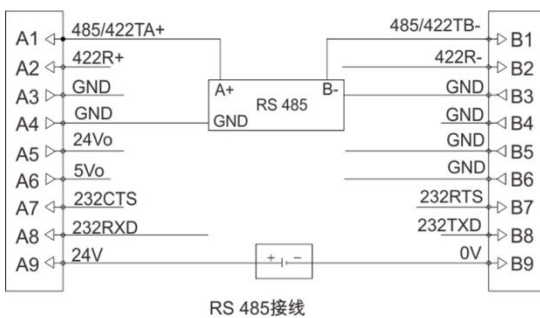 A1 485/422TA+ 485/422TB- B1
A2 422R+ 422R- B2
A3 GND A+ RS 485 B- GND B3
A4 GND GND GND B4
A5 24Vo GND B5
A6 5Vo GND B6
A7 232CTS 232RTS B7
A8 232RXD 232TXD B8
A9 24V + − 0V B9
RS 485接线